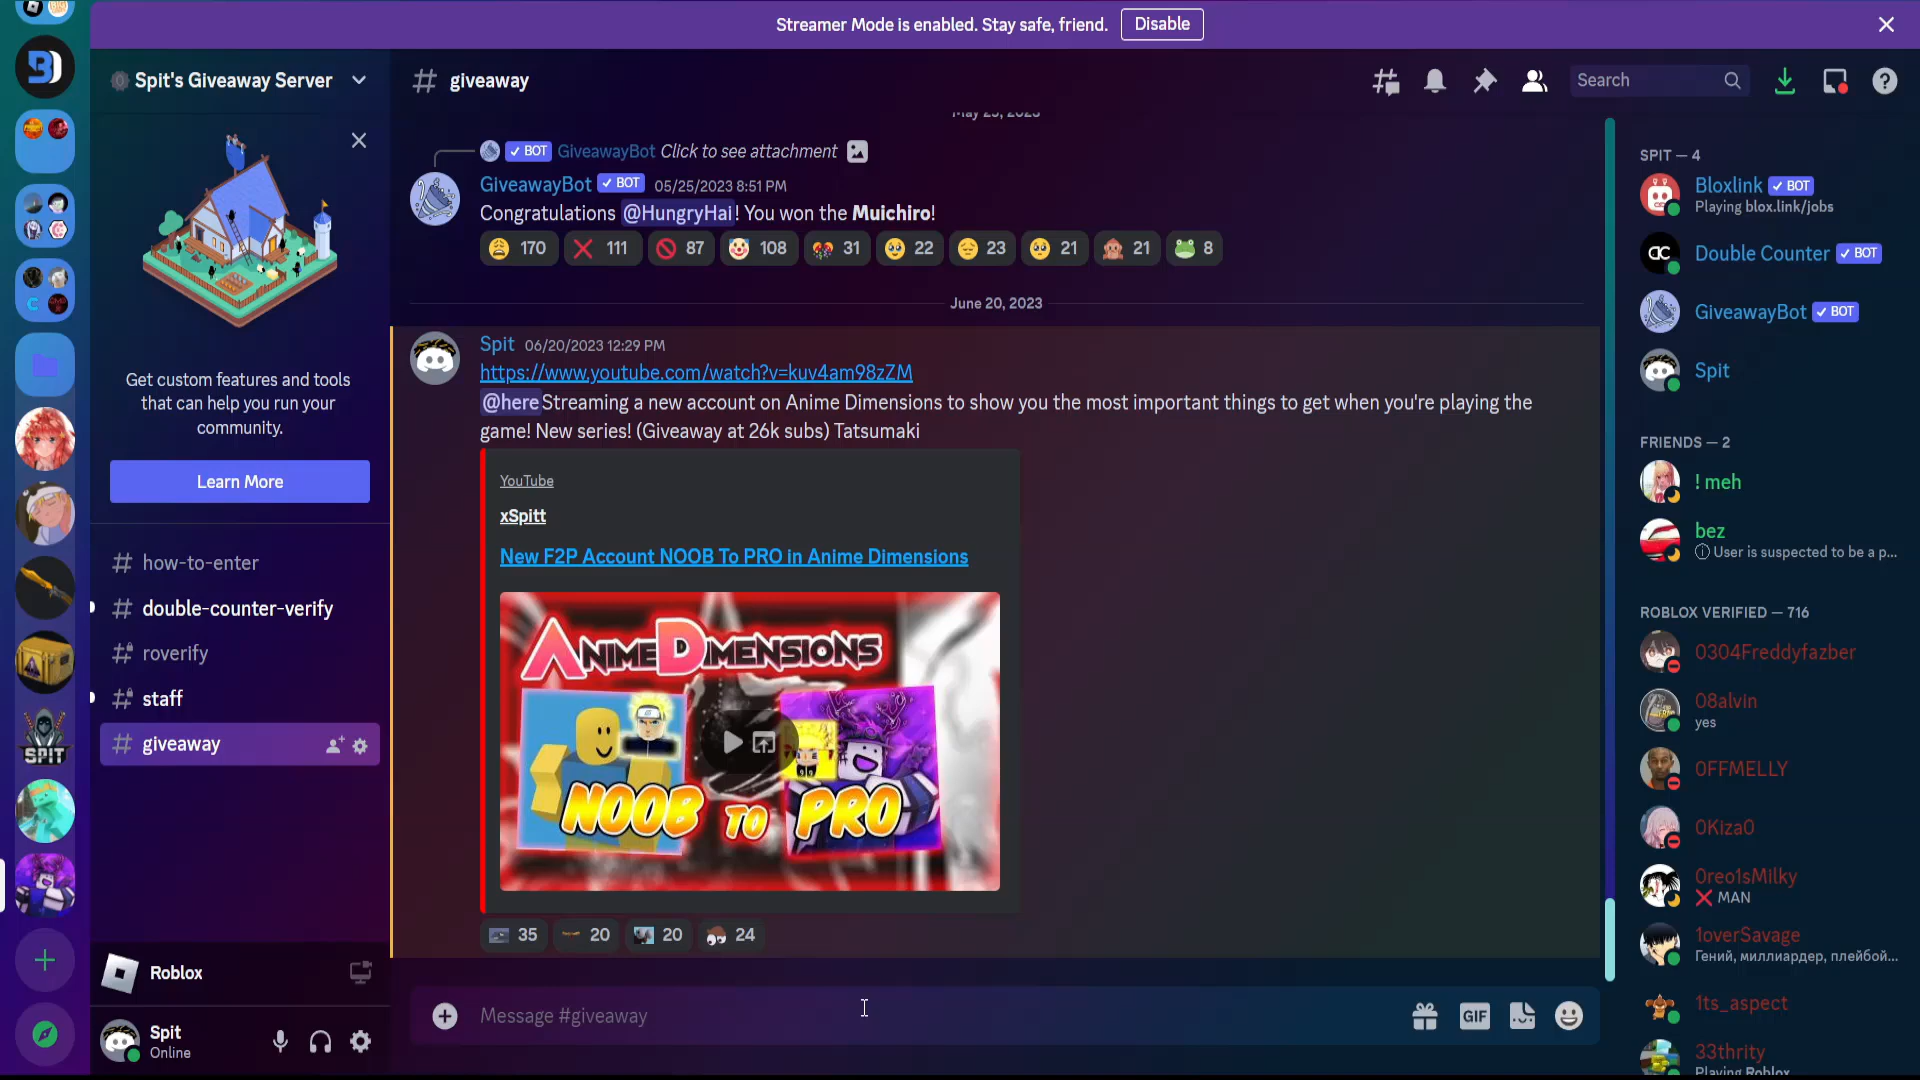 Streamer Mode is enabled. Stay safe, friend.
Disable
Spit's Giveaway Server
giveaway
Search
May 25, 2023
BOT GiveawayBot Click to see attachment
GiveawayBot BOT 05/25/2023 8:51 PM
Congratulations @HungryHai! You won the Muichiro!
170 111 87 108 31 22 23 21 21 8
June 20, 2023
Spit 06/20/2023 12:29 PM
https://www.youtube.com/watch?v=kuv4am98zZM
@here Streaming a new account on Anime Dimensions to show you the most important things to get when you're playing the
game! New series! (Giveaway at 26k subs) Tatsumaki
YouTube
xSpitt
New F2P Account NOOB To PRO in Anime Dimensions
ANIME DIMENSIONS
NOOB TO PRO
35 20 20 24
Message #giveaway
GIF
Get custom features and tools
that can help you run your
community.
Learn More
how-to-enter
double-counter-verify
roverify
staff
giveaway
SPIT
Roblox
Spit
Online
SPIT — 4
Bloxlink BOT
Playing blox.link/jobs
Double Counter BOT
GiveawayBot BOT
Spit
FRIENDS — 2
! meh
bez
User is suspected to be a p...
ROBLOX VERIFIED — 716
0304Freddyfazber
08alvin
yes
0FFMELLY
0Kiza0
0reo1sMilky
MAN
1overSavage
Гений, миллиардер, плейбой...
1ts_aspect
33thrity
Playing Roblox